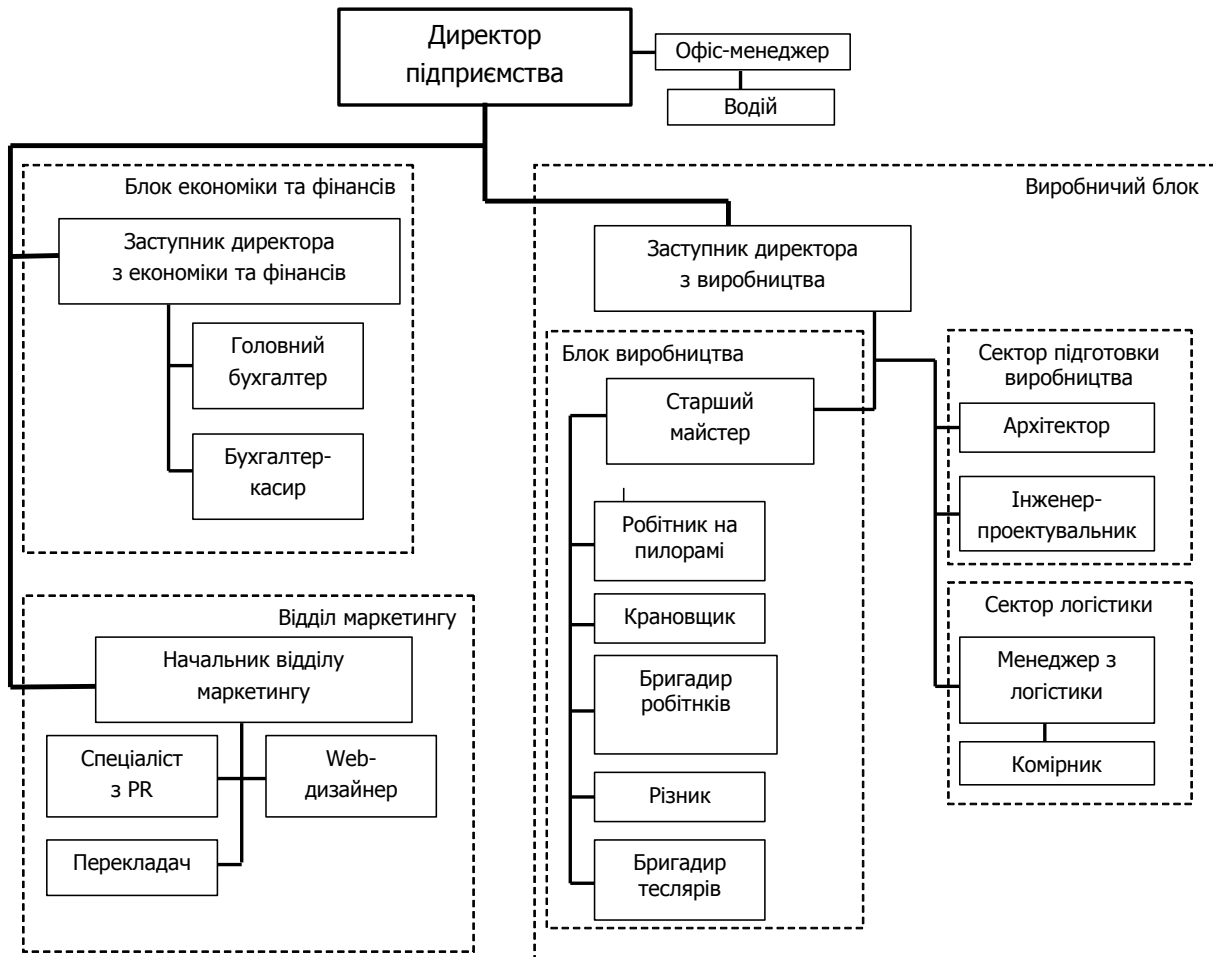 Директор
підприємства
Офіс-менеджер
Водій
Блок економіки та фінансів
Заступник директора
з економіки та фінансів
Головний
бухгалтер
Бухгалтер-
касир
Відділ маркетингу
Начальник відділу
маркетингу
Спеціаліст
з PR
Web-
дизайнер
Перекладач
Виробничий блок
Заступник директора
з виробництва
Блок виробництва
Старший
майстер
Робітник на
пилорамі
Крановщик
Бригадир
робітнків
Різник
Бригадир
теслярів
Сектор підготовки
виробництва
Архітектор
Інженер-
проектувальник
Сектор логістики
Менеджер з
логістики
Комірник